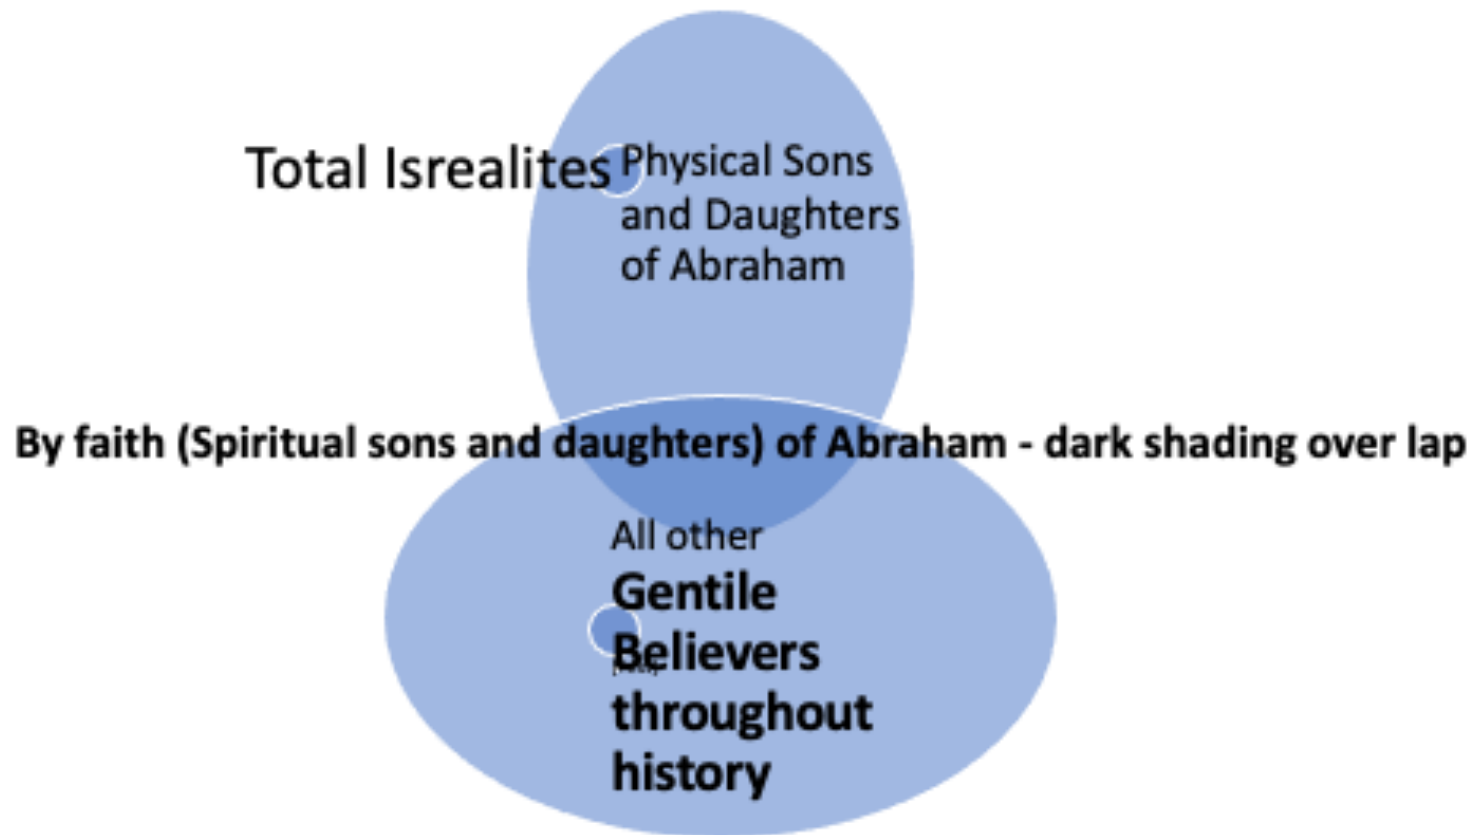 Total Isrealites
Physical Sons
and Daughters
of Abraham
By faith (Spiritual sons and daughters) of Abraham - dark shading over lap
All other
Gentile
Believers
throughout
history